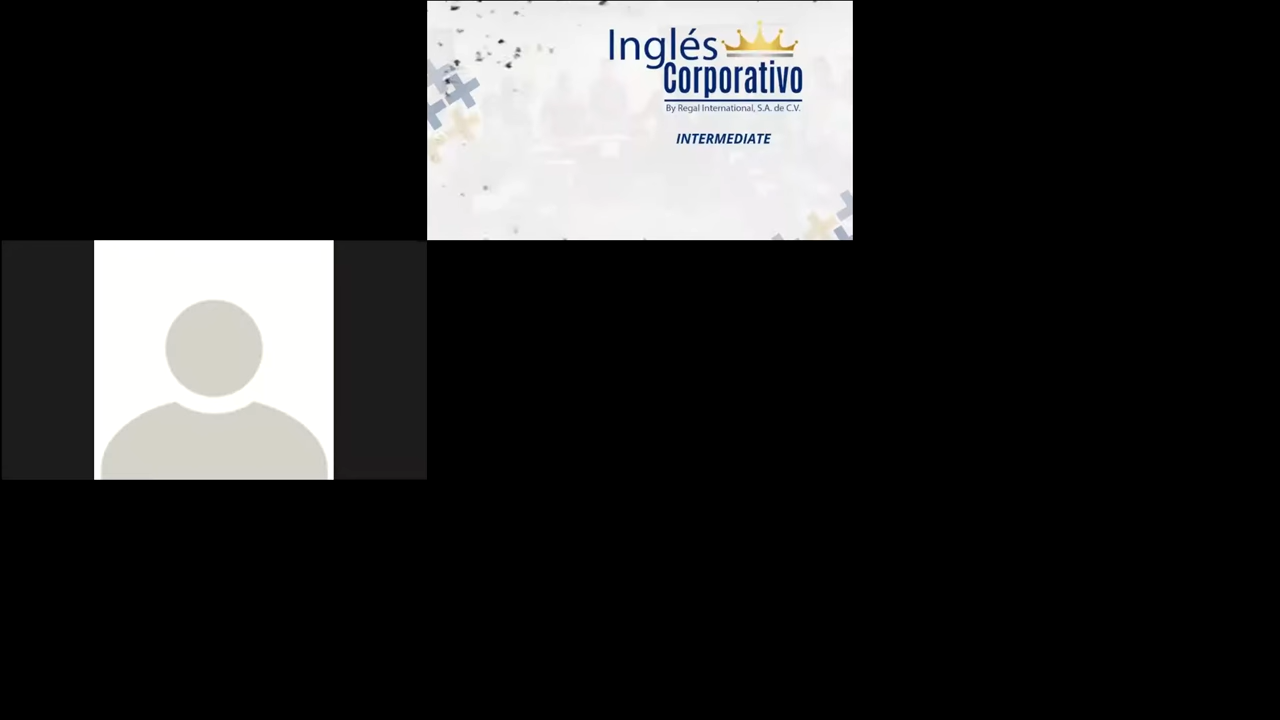 Inglés
Corporativo
By Regal International, S.A. de C.V.
INTERMEDIATE